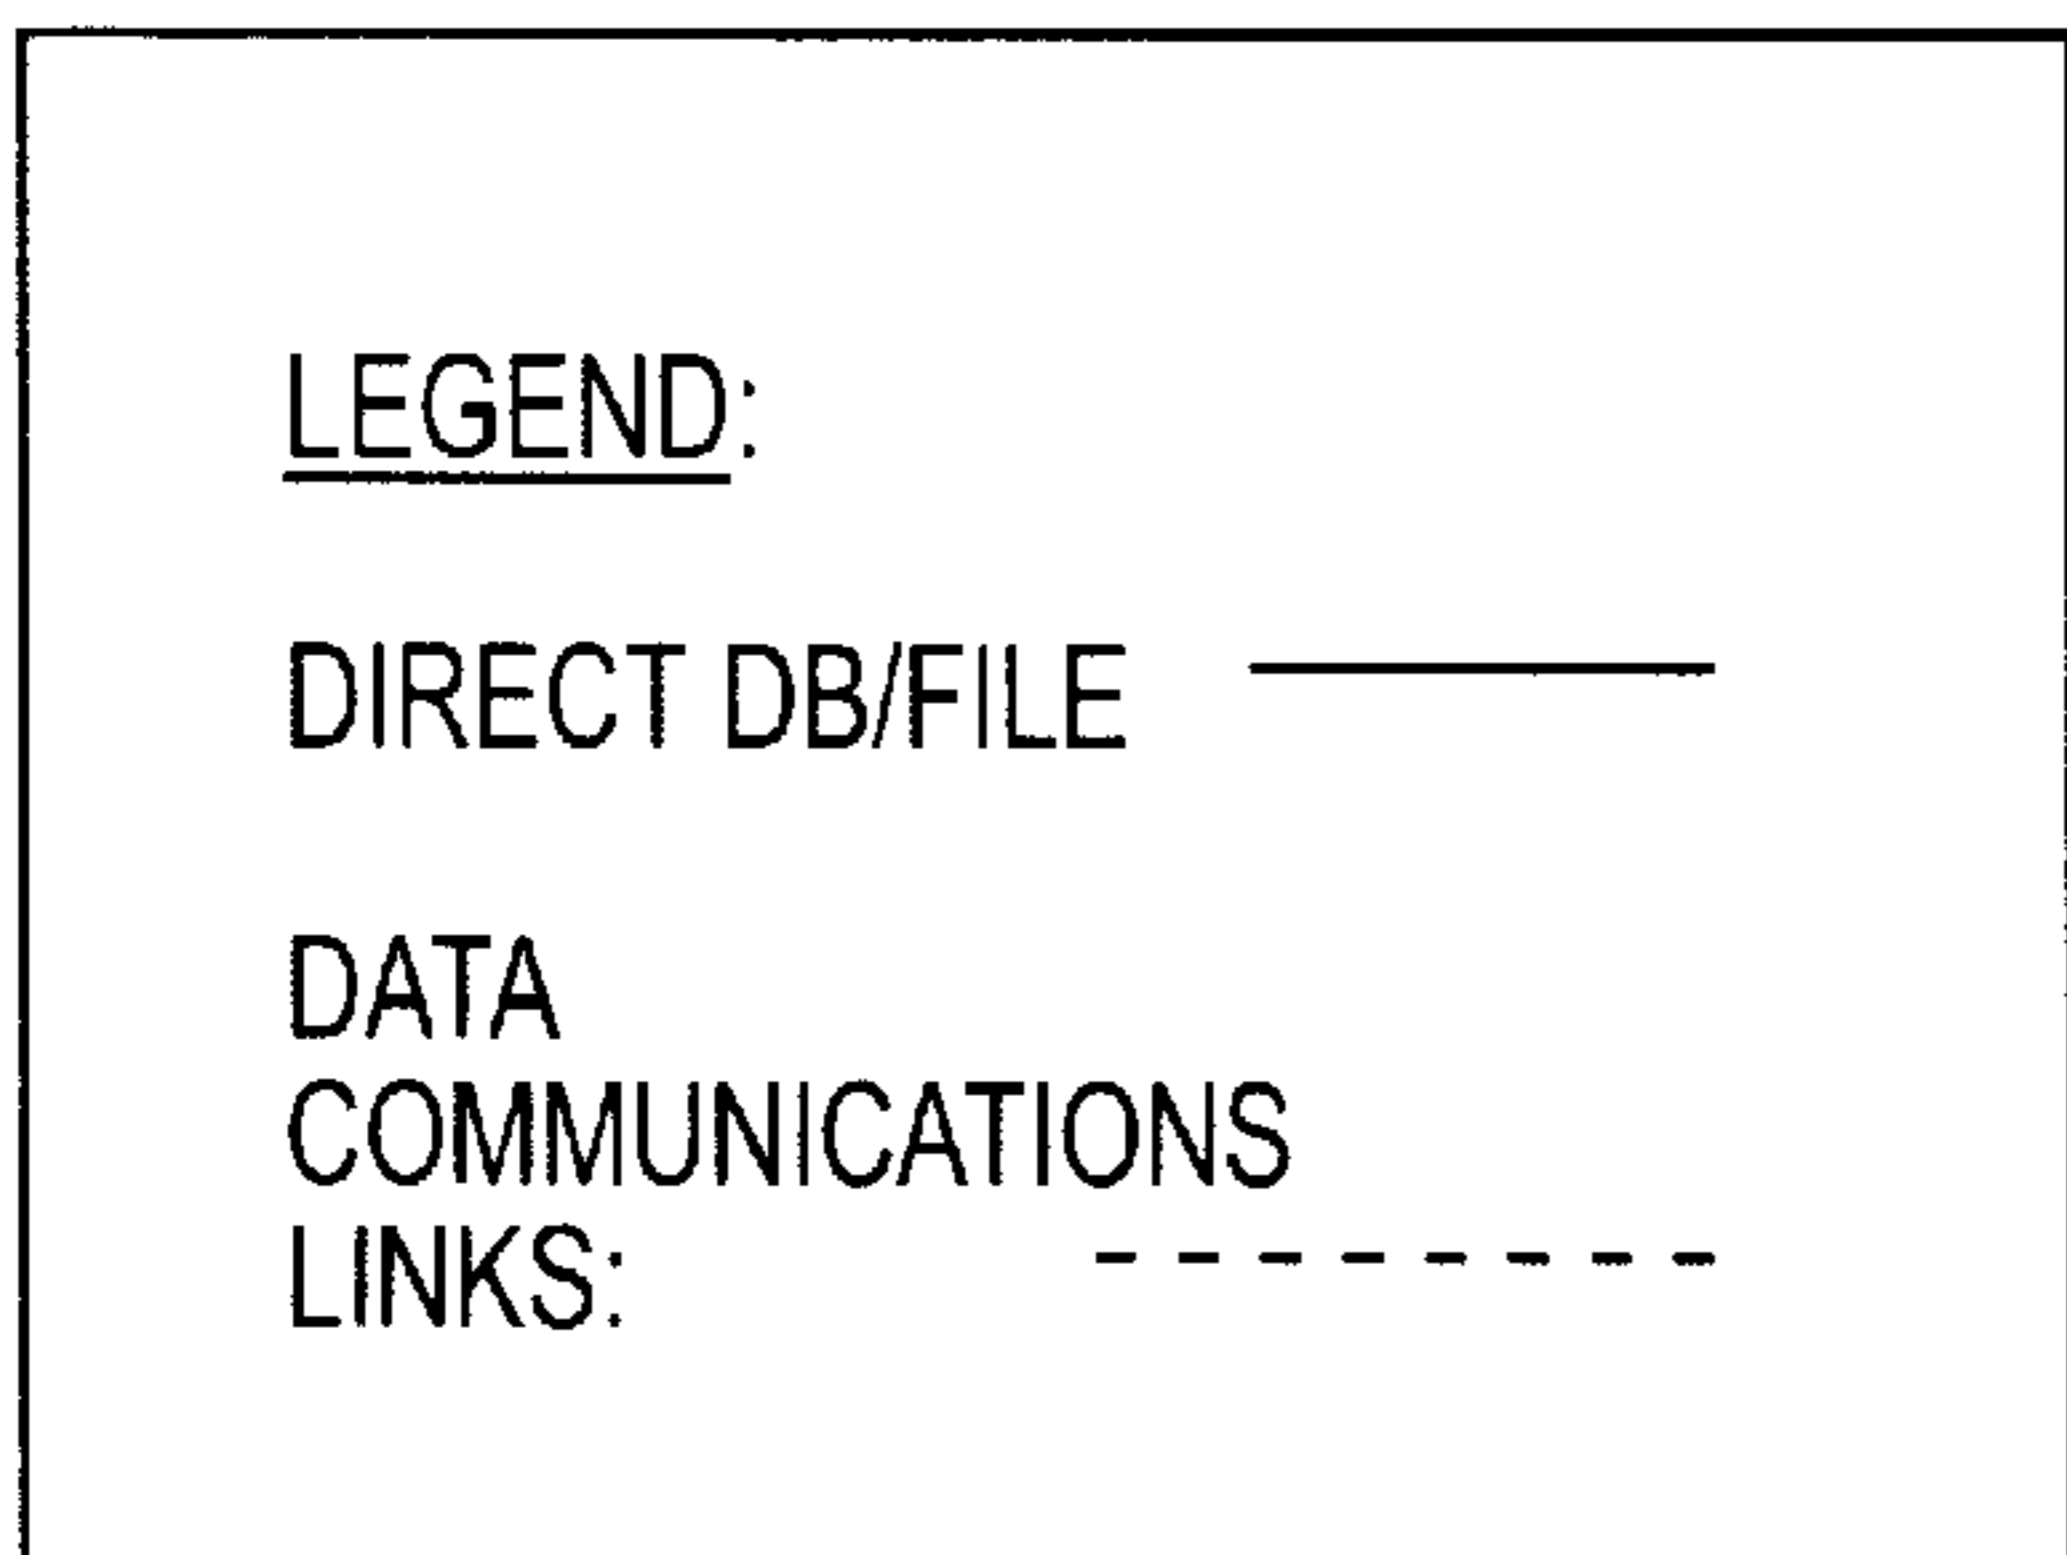 LEGEND:
DIRECT DB/FILE
DATA
COMMUNICATIONS
LINKS: